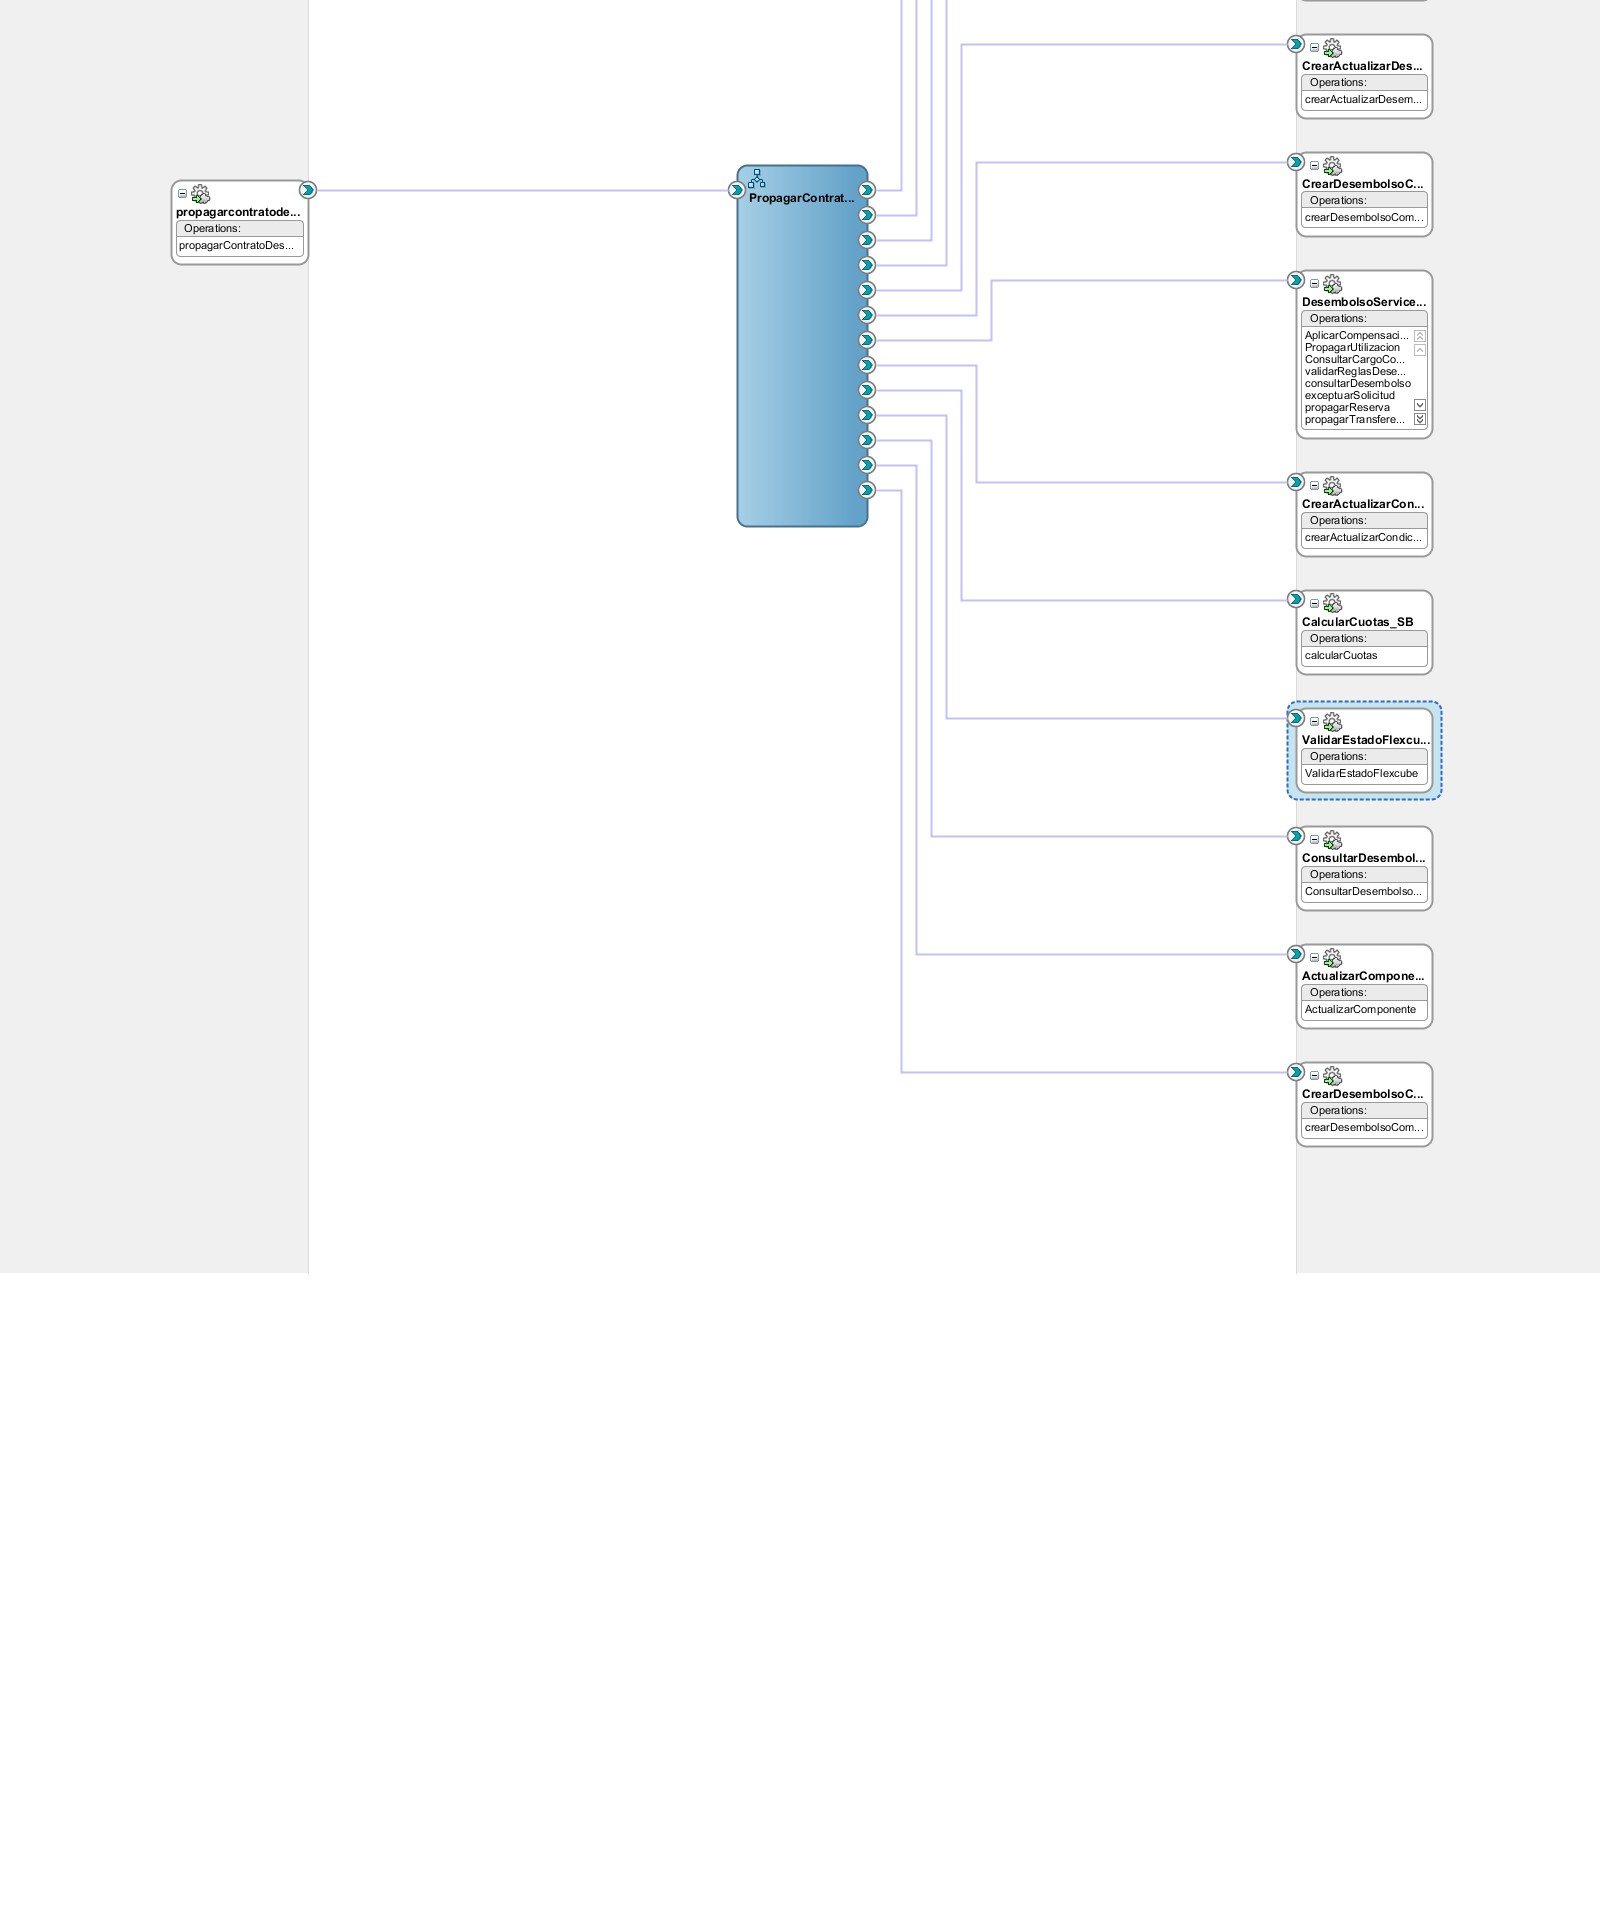 propagarcontratode...
Operations:
propagarContratoDes...
PropagarContrat...
CrearActualizarDes...
Operations:
crearActualizarDesem...
CrearDesembolsoC...
Operations:
crearDesembolsoCom...
DesembolsoService...
Operations:
AplicarCompensaci...
PropagarUtilizacion
ConsultarCargoCo...
validarReglasDese...
consultarDesembolso
exceptuarSolicitud
propagarReserva
propagarTransfere...
CrearActualizarCon...
Operations:
crearActualizarCondic...
CalcularCuotas_SB
Operations:
calcularCuotas
ValidarEstadoFlexcu...
Operations:
ValidarEstadoFlexcube
ConsultarDesembol...
Operations:
ConsultarDesembolso...
ActualizarCompone...
Operations:
ActualizarComponente
CrearDesembolsoC...
Operations:
crearDesembolsoCom...